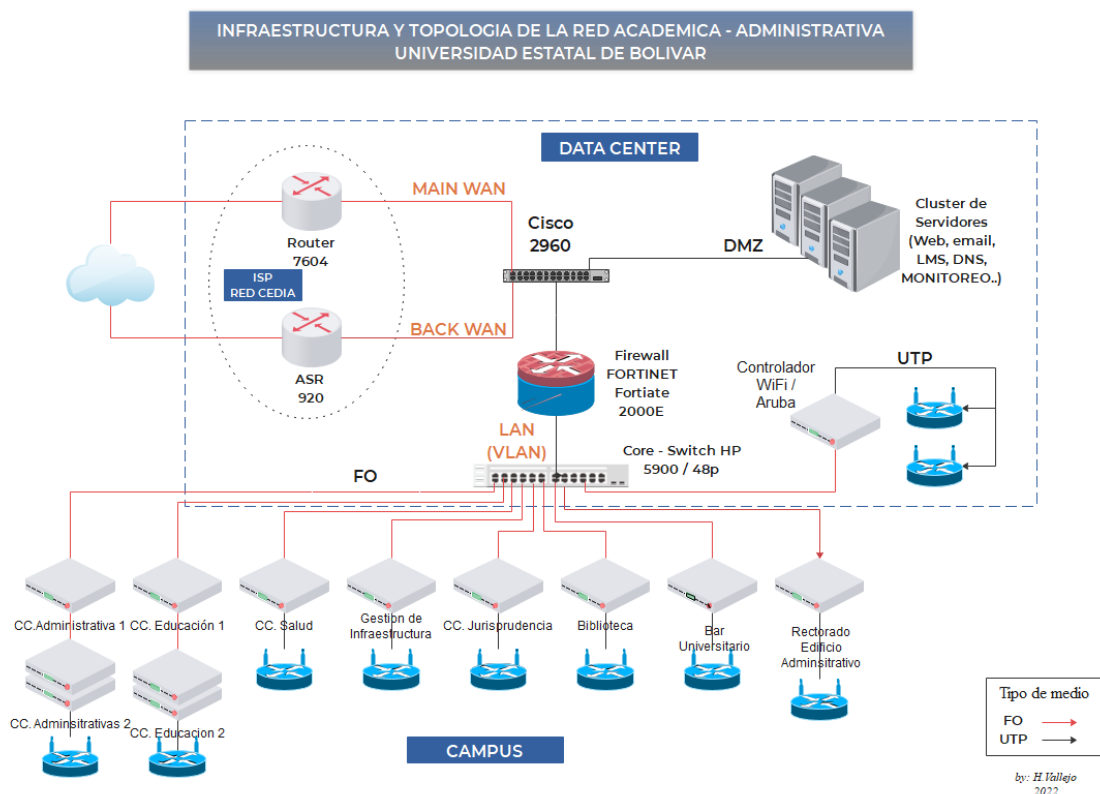 INFRAESTRUCTURA Y TOPOLOGIA DE LA RED ACADEMICA - ADMINISTRATIVA
UNIVERSIDAD ESTATAL DE BOLIVAR
DATA CENTER
MAIN WAN
Router
7604
ISP
RED CEDIA
BACK WAN
ASR
920
Cisco
2960
DMZ
Cluster de
Servidores
(Web, email,
LMS, DNS,
MONITOREO..)
Firewall
FORTINET
Fortiate
2000E
Controlador
WiFi /
Aruba
UTP
LAN
(VLAN)
Core - Switch HP
5900 / 48p
FO
CC.Administrativa 1
CC. Educación 1
CC. Salud
Gestion de
Infraestructura
CC. Jurisprudencia
Biblioteca
Bar
Universitario
Rectorado
Edificio
Adminsitrativo
CC. Adminsitrativas 2
CC. Educacion 2
CAMPUS
Tipo de medio
FO
UTP
by: H.Vallejo
2022